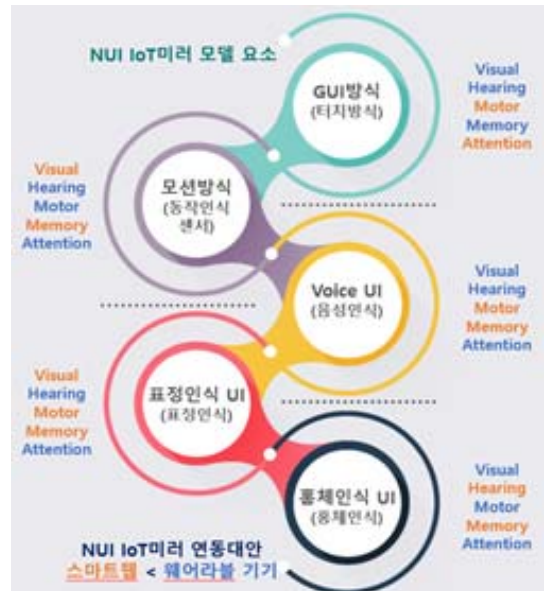 NUI IoT미러 모델 요소
GUI방식
(터치방식)
Visual
Hearing
Motor
Memory
Attention
모션방식
(동작인식
센서)
Visual
Hearing
Motor
Memory
Attention
Voice UI
(음성인식)
Visual
Hearing
Motor
Memory
Attention
표정인식 UI
(표정인식)
Visual
Hearing
Motor
Memory
Attention
홍체인식 UI
(홍체인식)
Visual
Hearing
Motor
Memory
Attention
NUI IoT미러 연동대안
스마트웹 < 웨어라블 기기